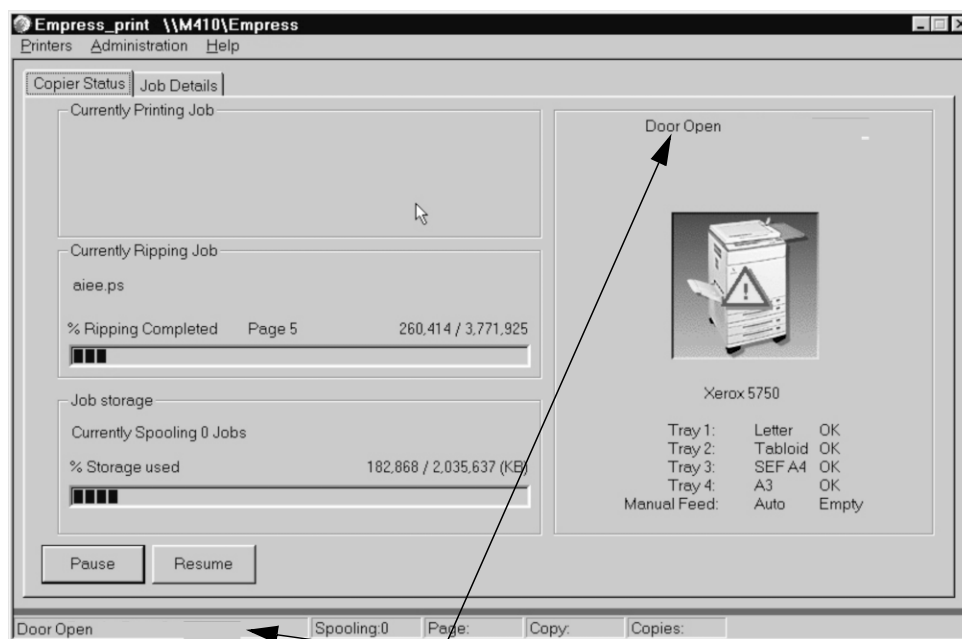 Empress_print \\M410\Empress
Printers Administration Help
Copier Status Job Details
Currently Printing Job
Currently Ripping Job
aiee.ps
% Ripping Completed Page 5 260,414 / 3,771,925
Job storage
Currently Spooling 0 Jobs
% Storage used 182,868 / 2,035,637 (KB)
Pause Resume
Door Open
Xerox 5750
Tray 1: Letter OK
Tray 2: Tabloid OK
Tray 3: SEF A4 OK
Tray 4: A3 OK
Manual Feed: Auto Empty
Door Open Spooling:0 Page: Copy: Copies: